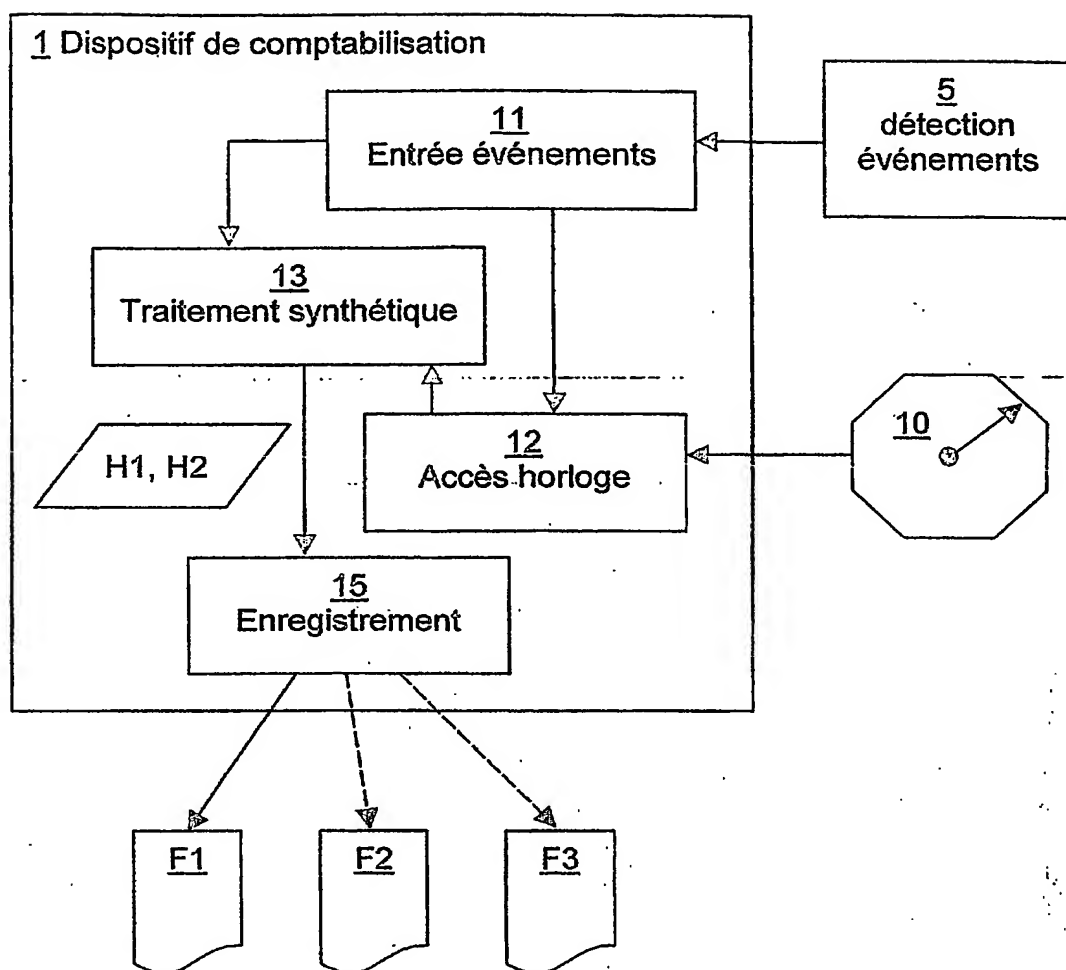 1 Dispositif de comptabilisation
11
Entrée événements
5
détection
événements
13
Traitement synthétique
10
H1, H2
12
Accès horloge
15
Enregistrement
F1
F2
F3